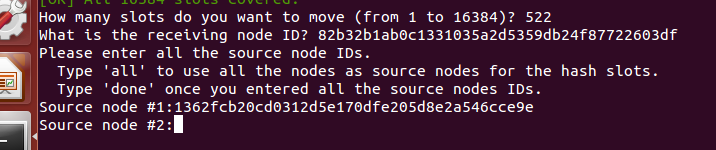 [OK] All 16384 slots covered.
How many slots do you want to move (from 1 to 16384)? 522
What is the receiving node ID? 82b32b1ab0c1331035a2d5359db24f87722603df
Please enter all the source node IDs.
  Type 'all' to use all the nodes as source nodes for the hash slots.
  Type 'done' once you entered all the source nodes IDs.
Source node #1:1362fcb20cd0312d5e170dfe205d8e2a546cce9e
Source node #2: